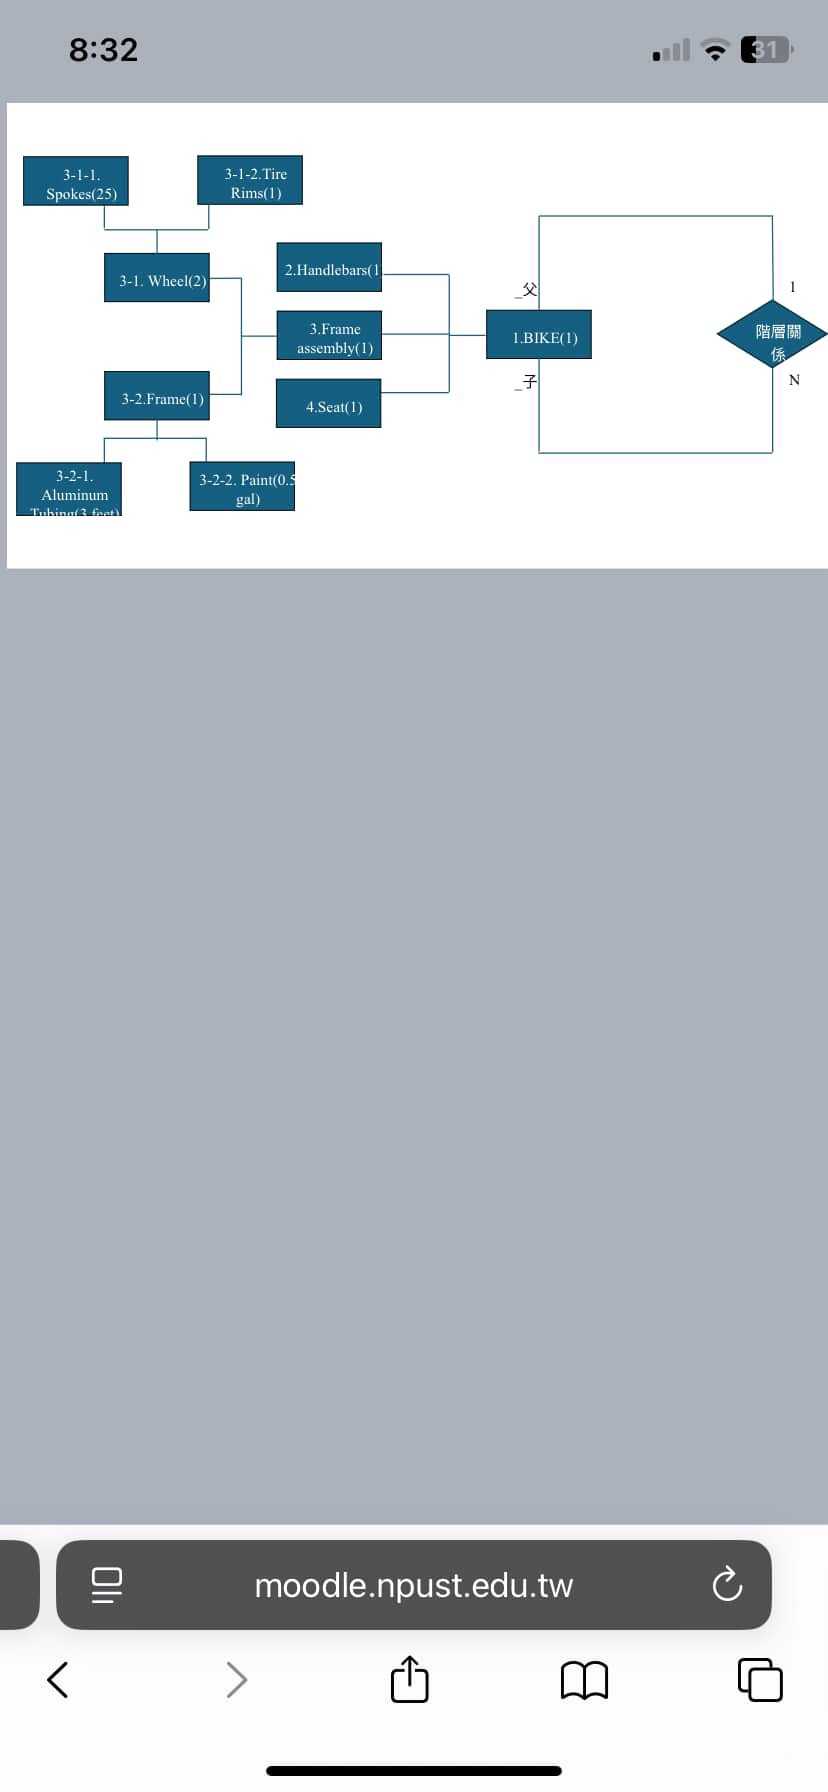 8:32
31
3-1-1.
Spokes(25)
3-1-2.Tire
Rims(1)
3-1. Wheel(2)
2.Handlebars(1
3.Frame
assembly(1)
4.Seat(1)
3-2.Frame(1)
3-2-1.
Aluminum
Tubing(3 feet)
3-2-2. Paint(0.5
gal)
_父
1.BIKE(1)
_子
1
階層關
係
N
moodle.npust.edu.tw